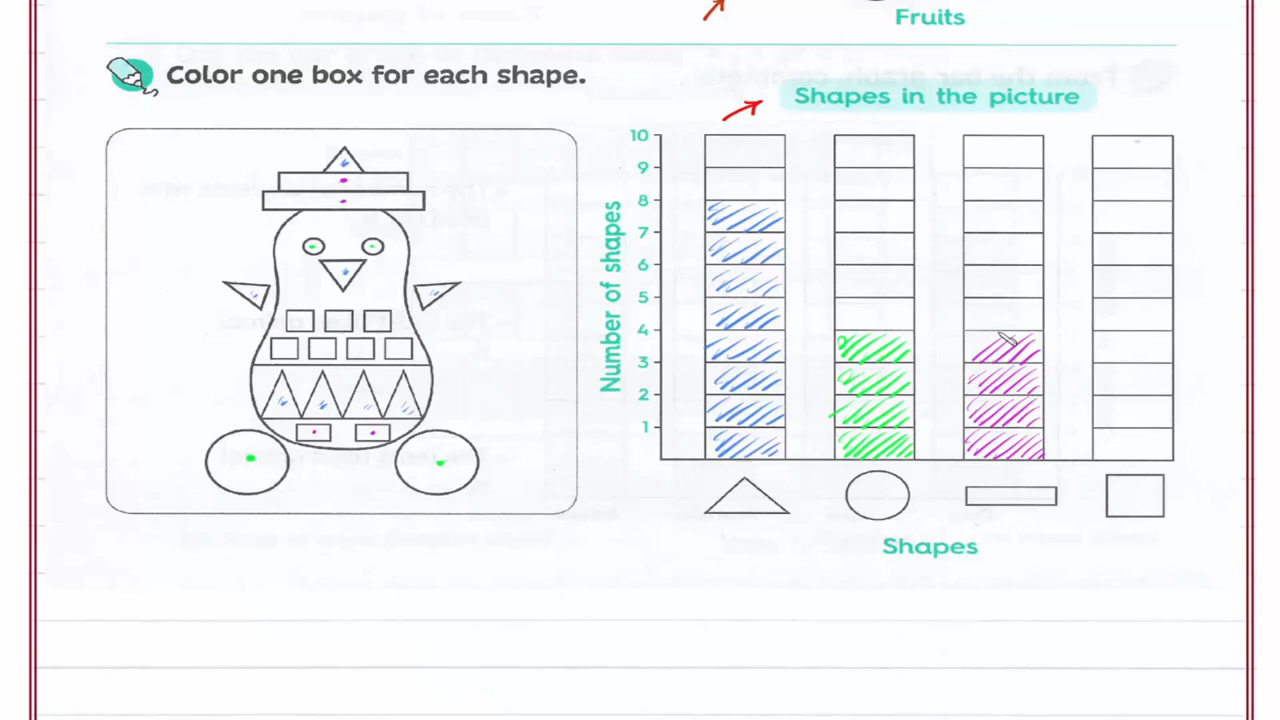 Fruits
Color one box for each shape.
Shapes in the picture
Number of shapes
10
9
8
7
6
5
4
3
2
1
Shapes